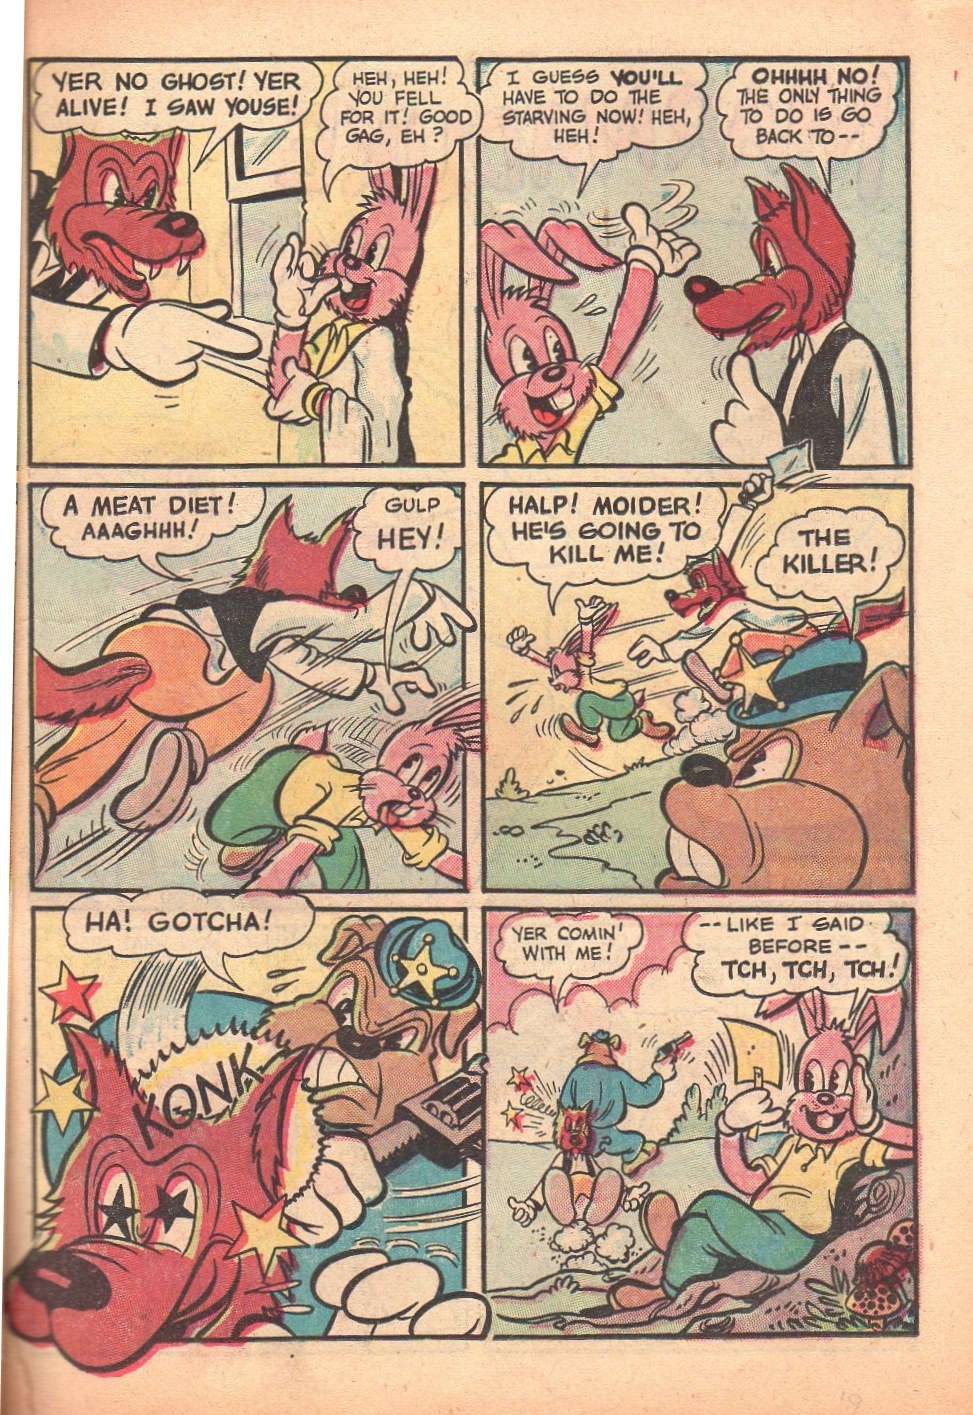 YER NO GHOST! YER
ALIVE! I SAW YOUSE!
HEH, HEH!
YOU FELL
FOR IT! GOOD
GAG, EH?
I GUESS YOU'LL
HAVE TO DO THE
STARVING NOW! HEH,
HEH!
OHHHH NO!
THE ONLY THING
TO DO IS GO
BACK TO--
A MEAT DIET!
AAAGHHH!
GULP
HEY!
HALP! MOIDER!
HE'S GOING TO
KILL ME!
THE
KILLER!
HA! GOTCHA!
KONK
YER COMIN'
WITH ME!
--LIKE I SAID
BEFORE--
TCH, TCH, TCH!